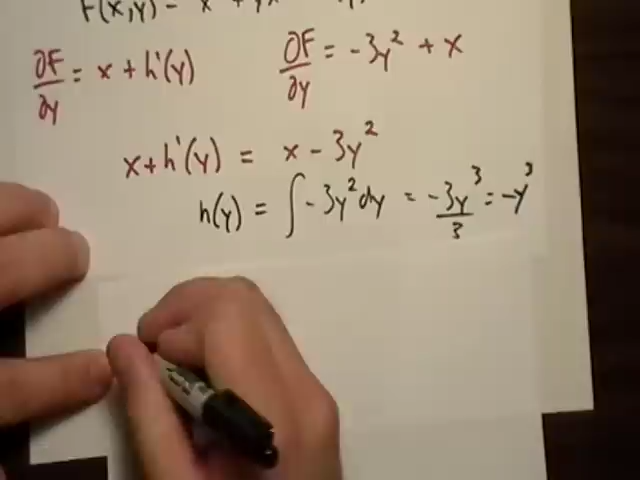 F(x,y) =
∂F/∂y = x + h'(y)    ∂F/∂y = -3y² + x
x + h'(y) = x - 3y²
h(y) = ∫ -3y² dy = -3y³/3 = -y³